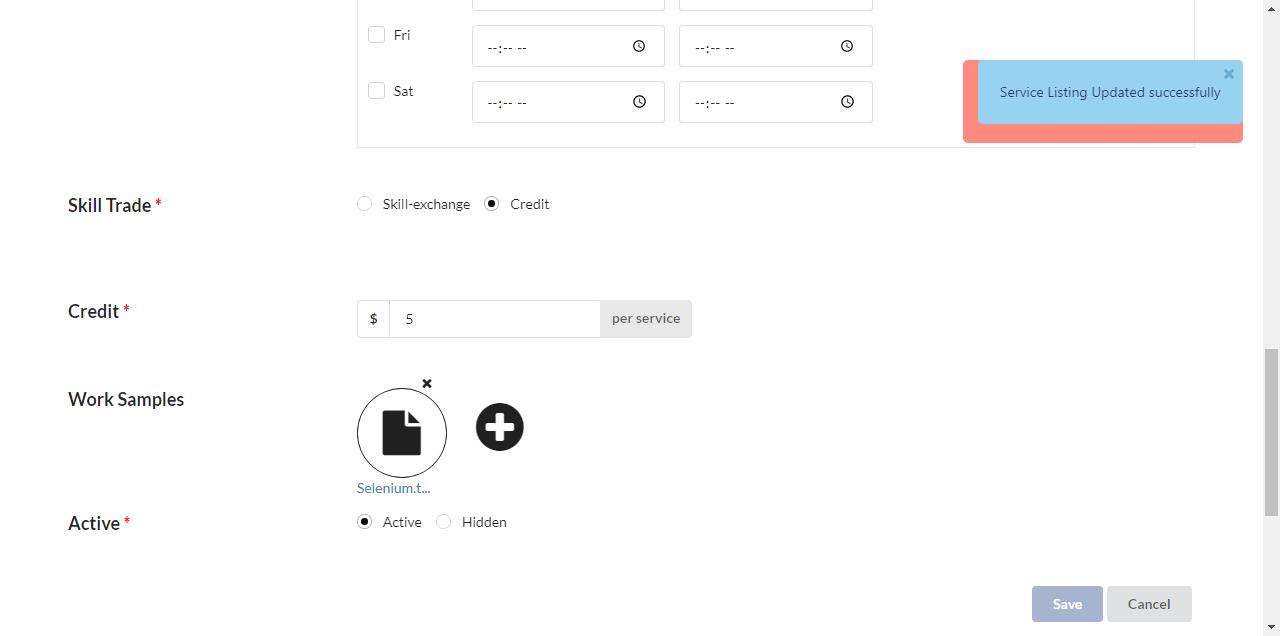 Fri --:-- -- --:-- --
Sat --:-- -- --:-- --
Service Listing Updated successfully
Skill Trade * Skill-exchange Credit
Credit * $ 5 per service
Work Samples
Selenium.t...
Active * Active Hidden
Save Cancel